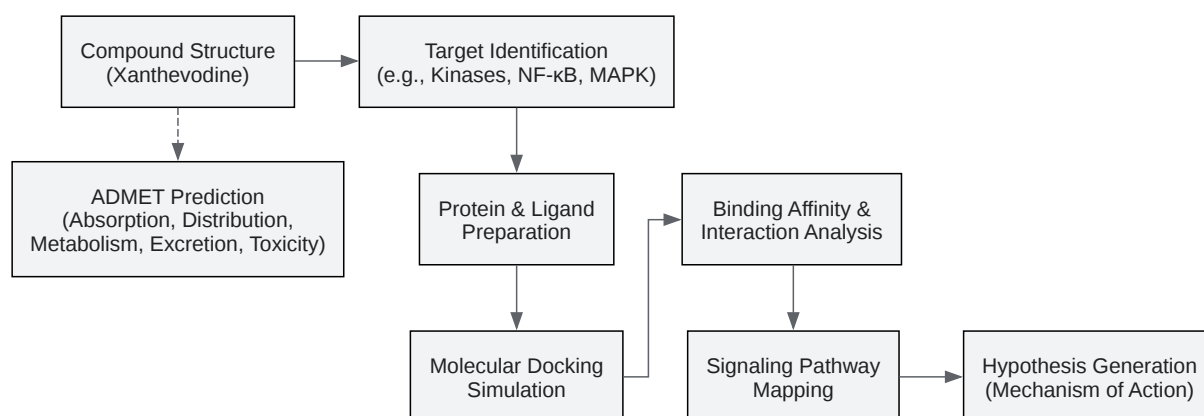 Compound Structure
(Xanthevodine)
Target Identification
(e.g., Kinases, NF-κB, MAPK)
ADMET Prediction
(Absorption, Distribution,
Metabolism, Excretion, Toxicity)
Protein & Ligand
Preparation
Binding Affinity &
Interaction Analysis
Molecular Docking
Simulation
Signaling Pathway
Mapping
Hypothesis Generation
(Mechanism of Action)